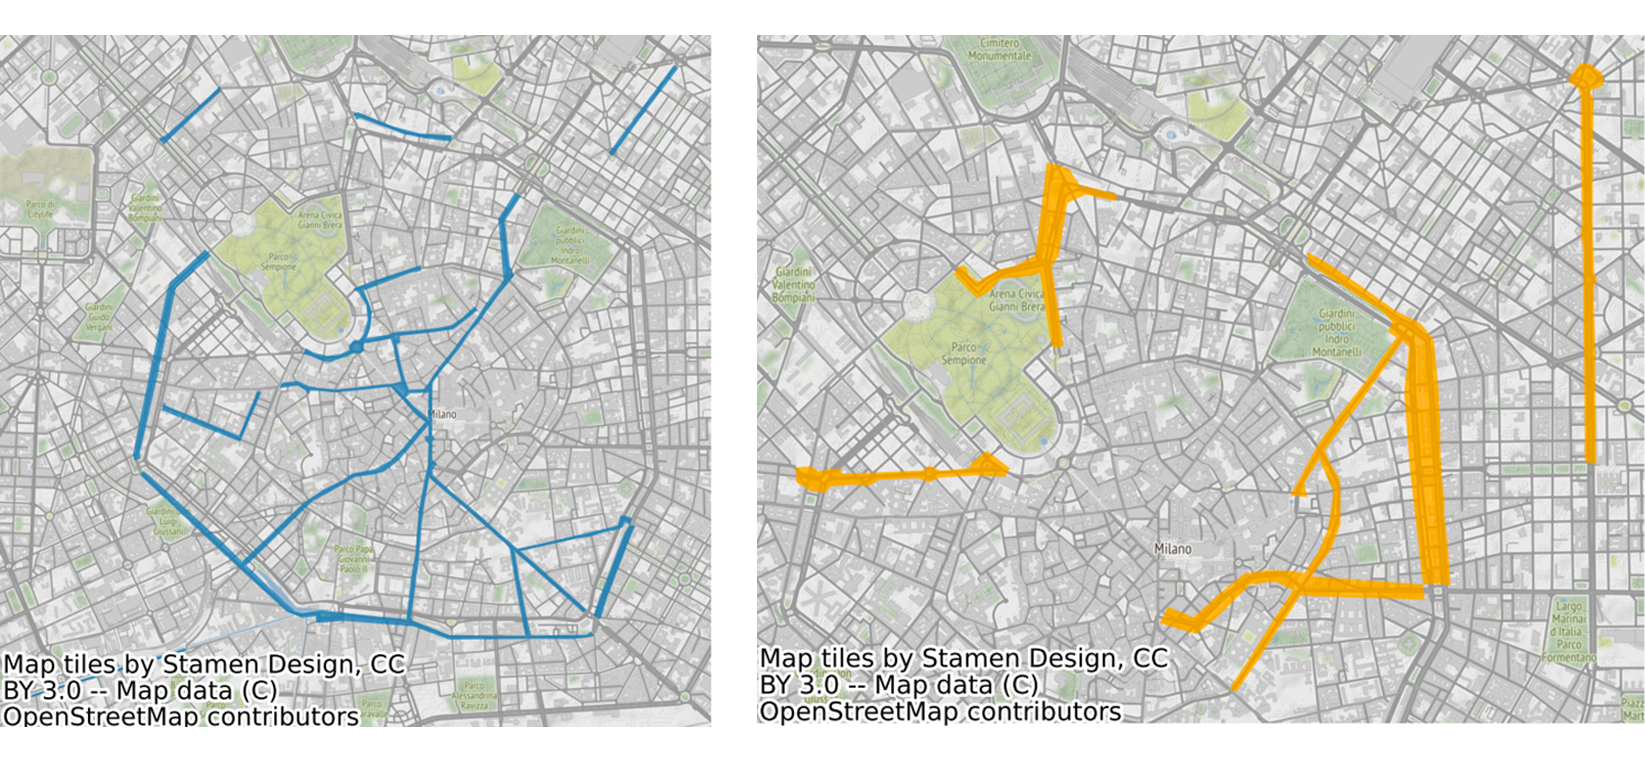 Parco di
Citylife
Giardini
Valentino
Bompiani
Arena Civica
Gianni Brera
Parco
Sempione
Giardini
pubblici
Indro
Montanelli
Giardini
Guido
Vergani
Milano
Giardini
Luigi
Giussani
Parco Papa
Giovanni
Paolo II
Parco
Alessandrina
Ravizza
Map tiles by Stamen Design, CC
BY 3.0 -- Map data (C)
OpenStreetMap contributors
Cimitero
Monumentale
Giardini
Valentino
Bompiani
Arena Civica
Gianni Brera
Parco
Sempione
Giardini
pubblici
Indro
Montanelli
Milano
Largo
Marinai
d'Italia
Parco
Formentano
Piazz
Mart
Map tiles by Stamen Design, CC
BY 3.0 -- Map data (C)
OpenStreetMap contributors